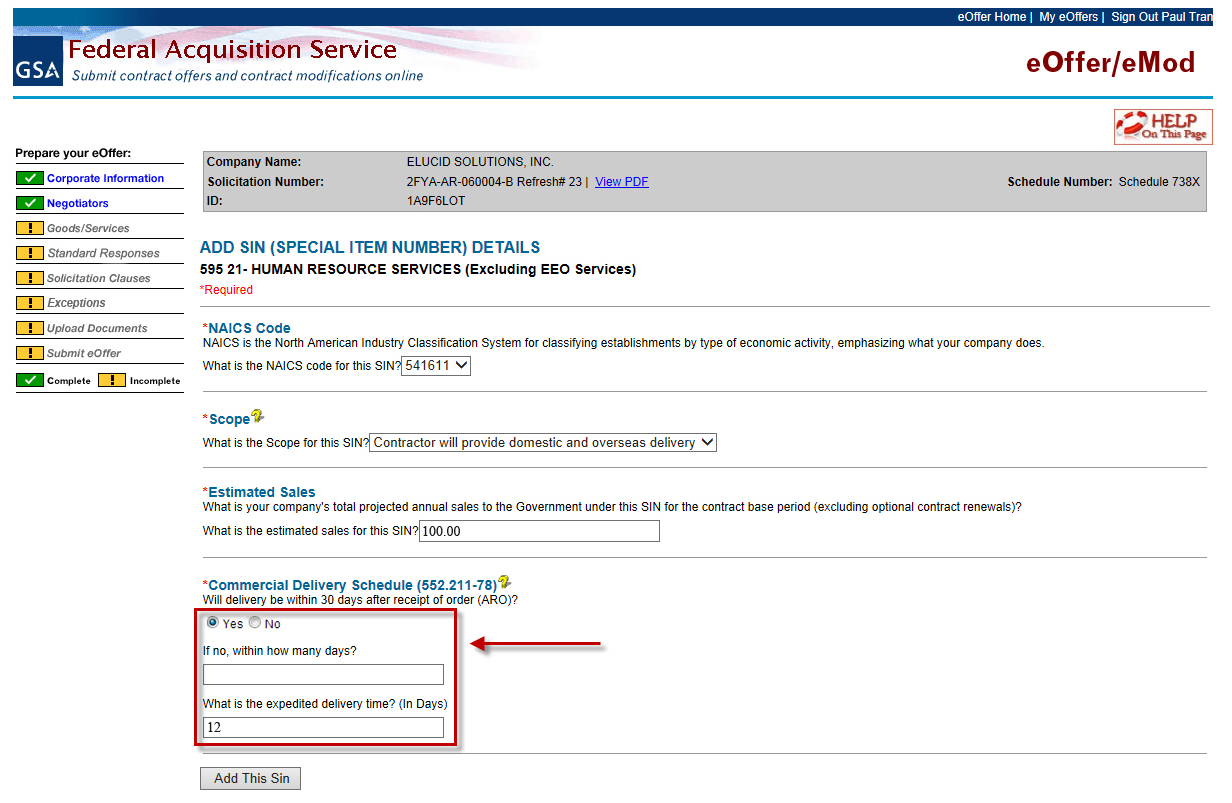 eOffer Home | My eOffers | Sign Out Paul Tran
GSA
Federal Acquisition Service
Submit contract offers and contract modifications online
eOffer/eMod
HELP
On This Page
Prepare your eOffer:
Corporate Information
Negotiators
! Goods/Services
! Standard Responses
! Solicitation Clauses
! Exceptions
! Upload Documents
! Submit eOffer
Complete ! Incomplete
Company Name: ELUCID SOLUTIONS, INC.
Solicitation Number: 2FYA-AR-060004-B Refresh# 23 | View PDF Schedule Number: Schedule 738X
ID: 1A9F6LOT
ADD SIN (SPECIAL ITEM NUMBER) DETAILS
595 21- HUMAN RESOURCE SERVICES (Excluding EEO Services)
*Required
*NAICS Code
NAICS is the North American Industry Classification System for classifying establishments by type of economic activity, emphasizing what your company does.
What is the NAICS code for this SIN? 541611
*Scope ?
What is the Scope for this SIN? Contractor will provide domestic and overseas delivery
*Estimated Sales
What is your company's total projected annual sales to the Government under this SIN for the contract base period (excluding optional contract renewals)?
What is the estimated sales for this SIN? 100.00
*Commercial Delivery Schedule (552.211-78) ?
Will delivery be within 30 days after receipt of order (ARO)?
Yes No
If no, within how many days?
What is the expedited delivery time? (In Days)
12
Add This Sin